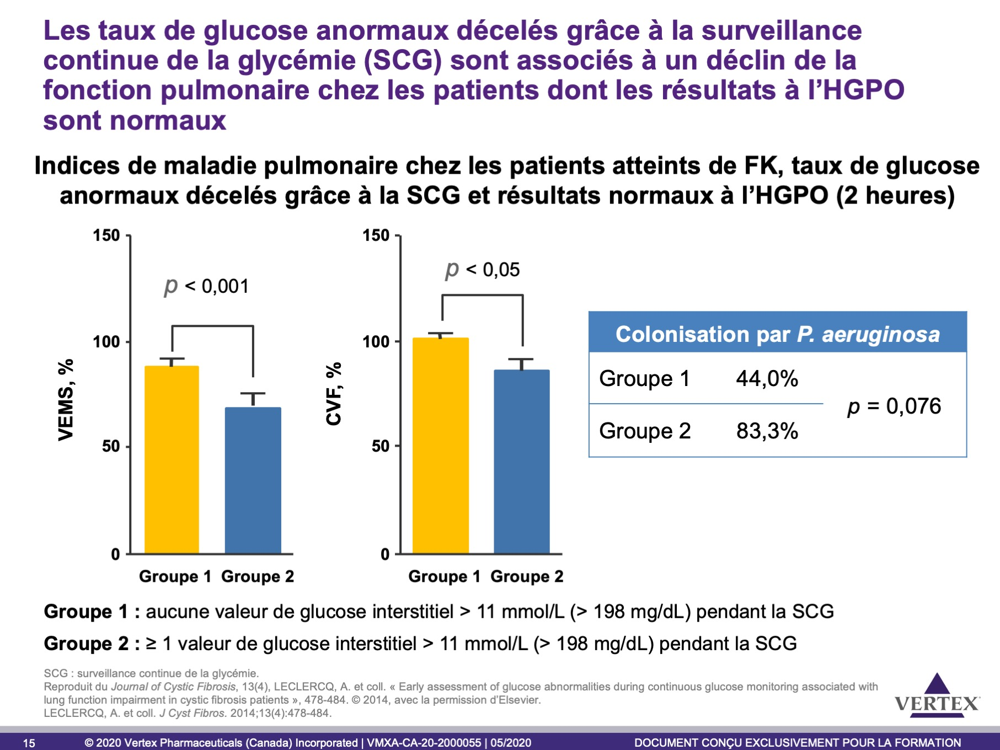 Les taux de glucose anormaux décelés grâce à la surveillance
continue de la glycémie (SCG) sont associés à un déclin de la
fonction pulmonaire chez les patients dont les résultats à l’HGPO
sont normaux
Indices de maladie pulmonaire chez les patients atteints de FK, taux de glucose
anormaux décelés grâce à la SCG et résultats normaux à l’HGPO (2 heures)
VEMS, %
150
100
50
0
p < 0,001
Groupe 1 Groupe 2
CVF, %
150
100
50
0
p < 0,05
Groupe 1 Groupe 2
Colonisation par P. aeruginosa
Groupe 1 44,0%
p = 0,076
Groupe 2 83,3%
Groupe 1 : aucune valeur de glucose interstitiel > 11 mmol/L (> 198 mg/dL) pendant la SCG
Groupe 2 : ≥ 1 valeur de glucose interstitiel > 11 mmol/L (> 198 mg/dL) pendant la SCG
SCG : surveillance continue de la glycémie.
Reproduit du Journal of Cystic Fibrosis, 13(4), LECLERCQ, A. et coll. « Early assessment of glucose abnormalities during continuous glucose monitoring associated with
lung function impairment in cystic fibrosis patients », 478-484. © 2014, avec la permission d’Elsevier.
LECLERCQ, A. et coll. J Cyst Fibros. 2014;13(4):478-484.
VERTEX
15 © 2020 Vertex Pharmaceuticals (Canada) Incorporated | VMXA-CA-20-2000055 | 05/2020 DOCUMENT CONÇU EXCLUSIVEMENT POUR LA FORMATION